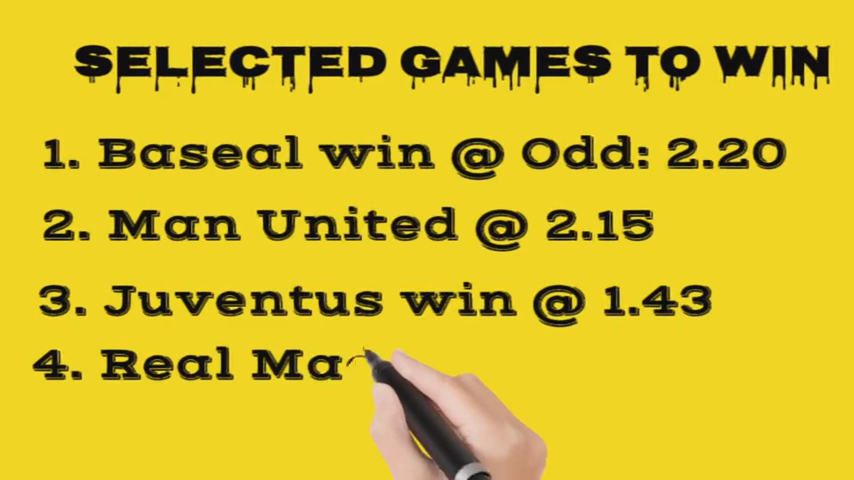 SELECTED GAMES TO WIN
1. Baseal win @ Odd: 2.20
2. Man United @ 2.15
3. Juventus win @ 1.43
4. Real Ma